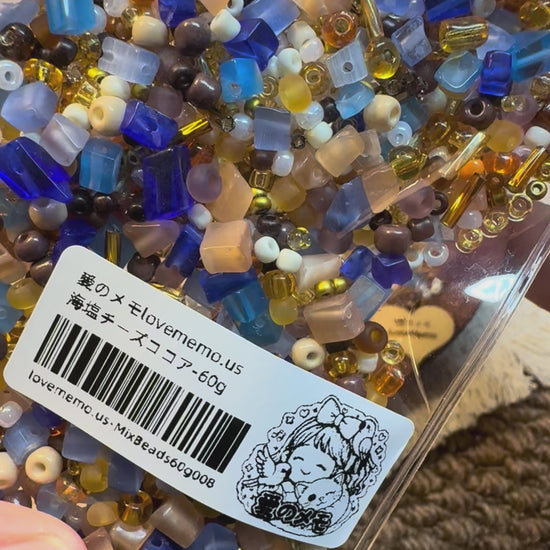 愛のメモlovememo.us
海塩チーズココア-60g
lovememo.us-MixBeads60g008
愛のメモ